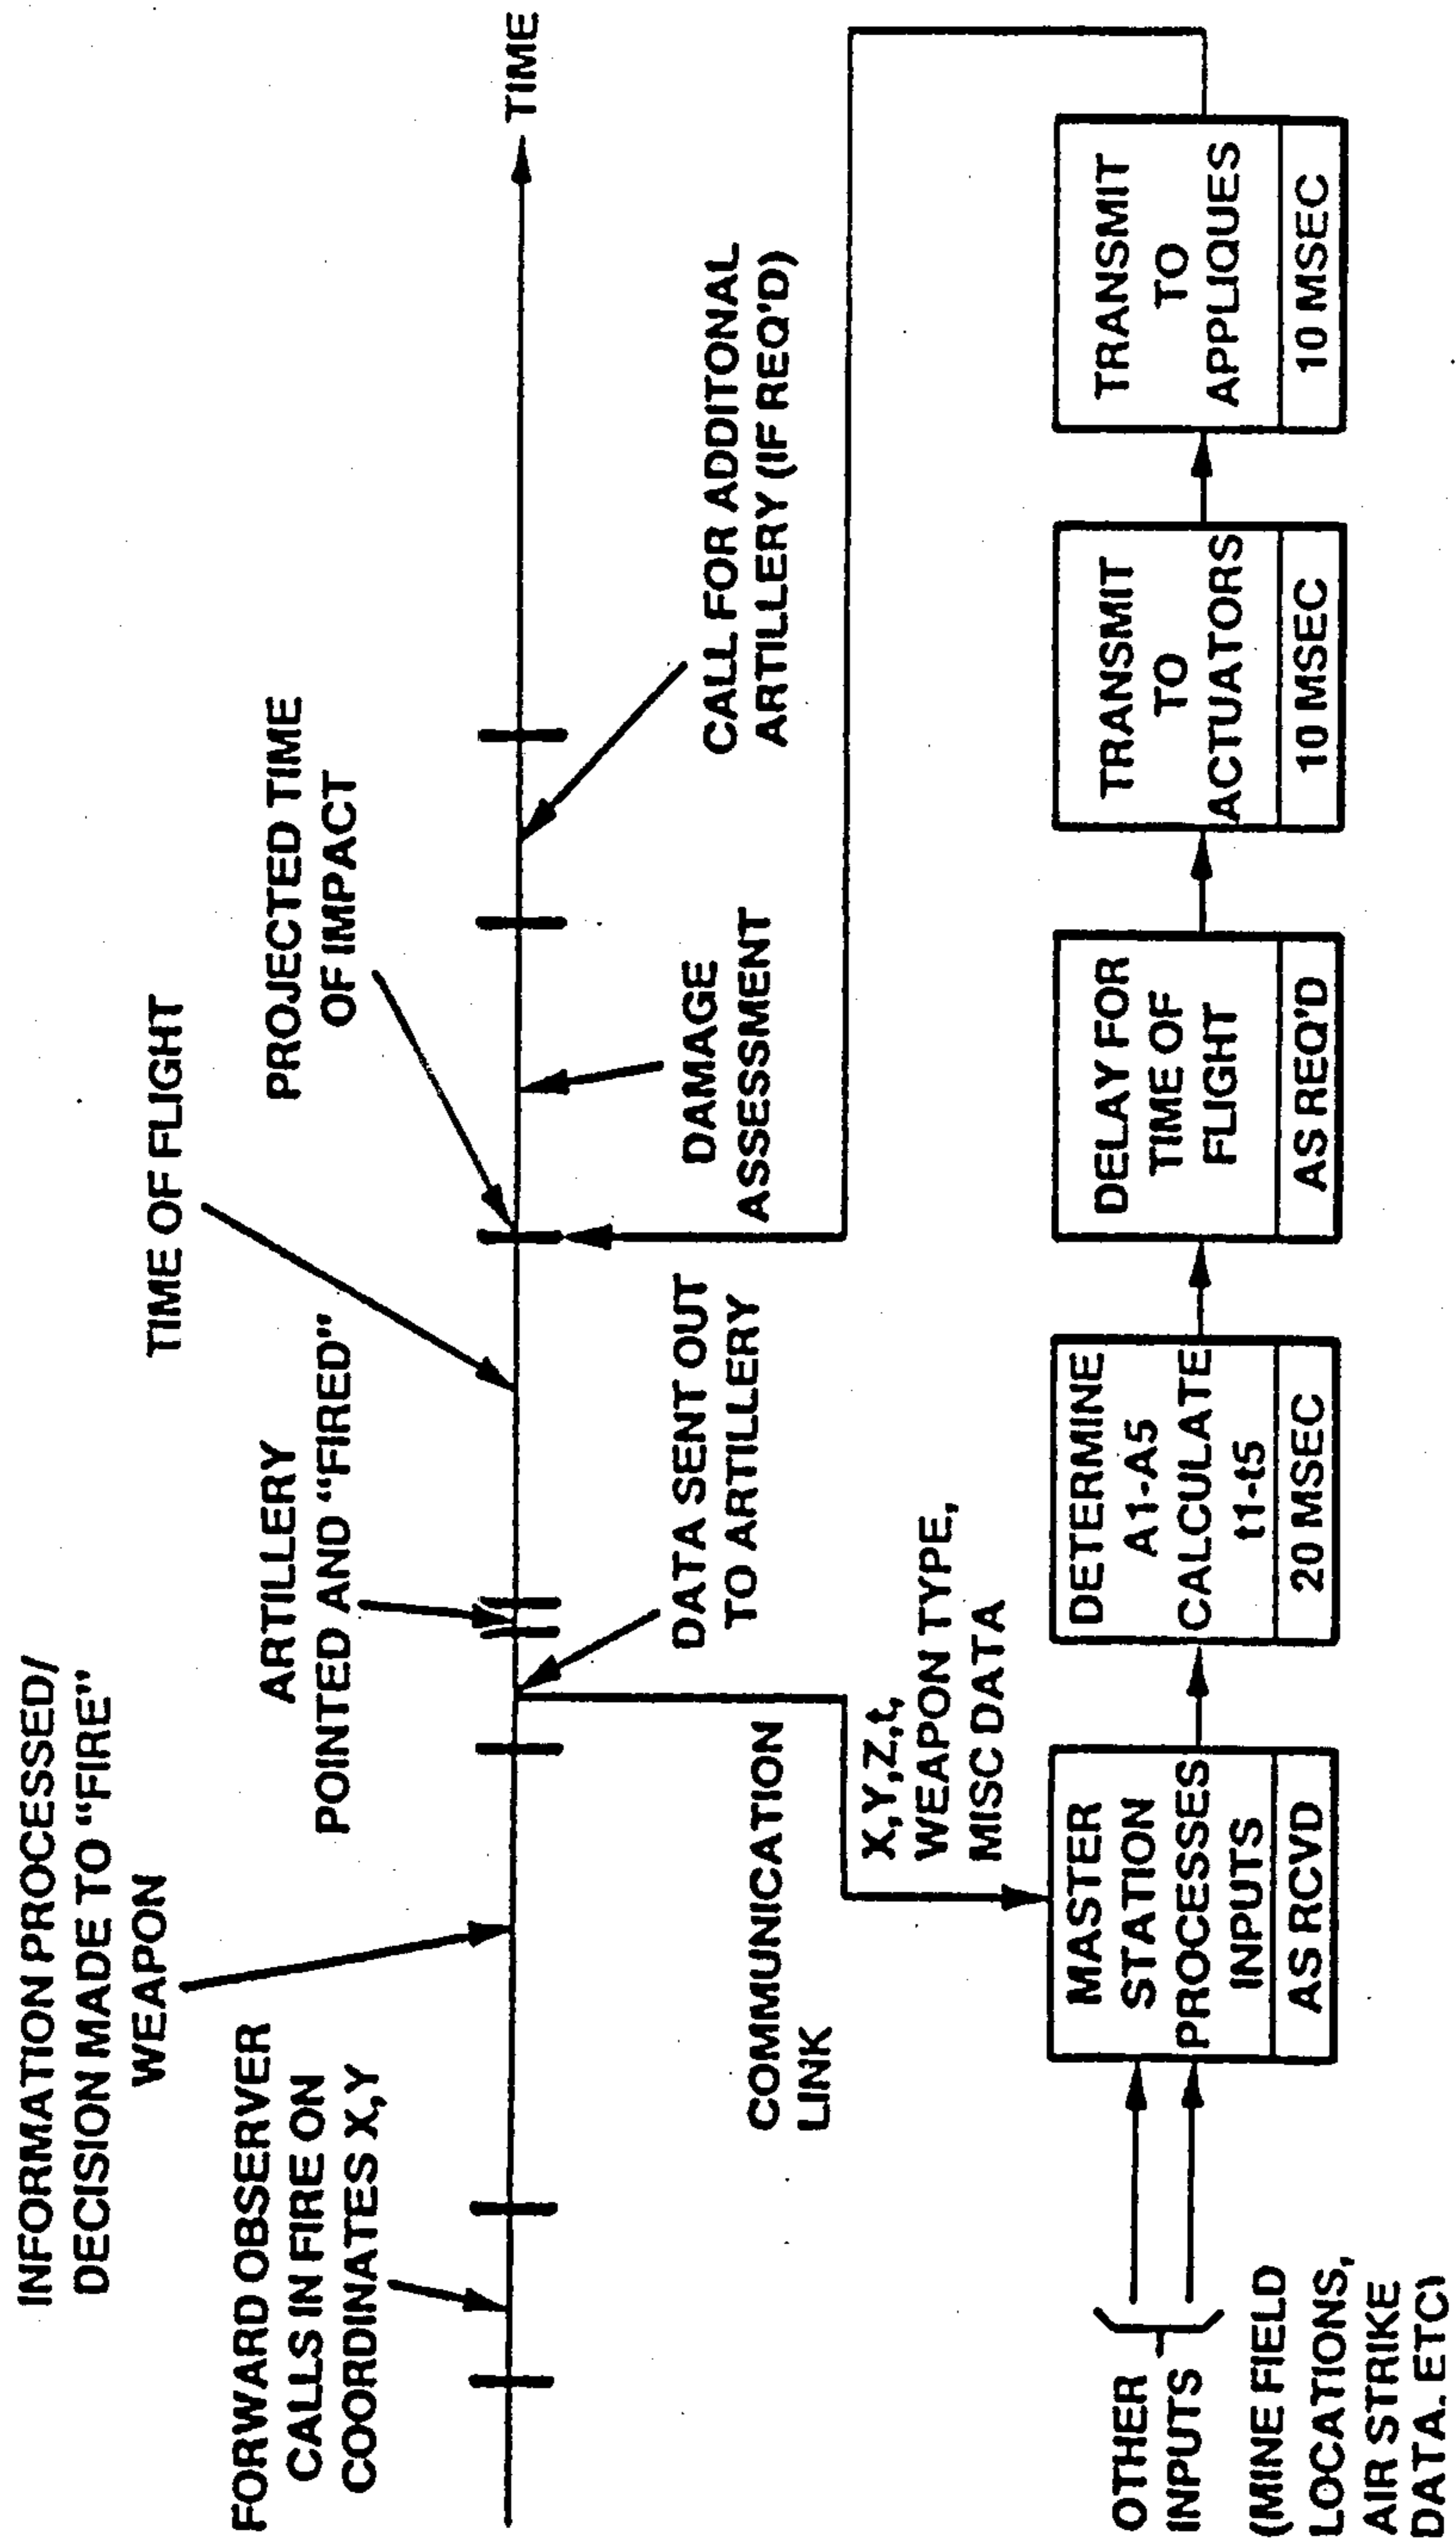 INFORMATION PROCESSED/
DECISION MADE TO "FIRE"
WEAPON
FORWARD OBSERVER
CALLS IN FIRE ON
COORDINATES X,Y
ARTILLERY
POINTED AND "FIRED"
TIME OF FLIGHT
PROJECTED TIME
OF IMPACT
TIME
DATA SENT OUT
TO ARTILLERY
DAMAGE
ASSESSMENT
CALL FOR ADDITONAL
ARTILLERY (IF REQ'D)
COMMUNICATION
LINK
X,Y,Z,t,
WEAPON TYPE,
MISC DATA
OTHER
INPUTS
(MINE FIELD
LOCATIONS,
AIR STRIKE
DATA. ETC)
MASTER
STATION
PROCESSES
INPUTS
AS RCVD
DETERMINE
A1-A5
CALCULATE
t1-t5
20 MSEC
DELAY FOR
TIME OF
FLIGHT
AS REQ'D
TRANSMIT
TO
ACTUATORS
10 MSEC
TRANSMIT
TO
APPLIQUES
10 MSEC